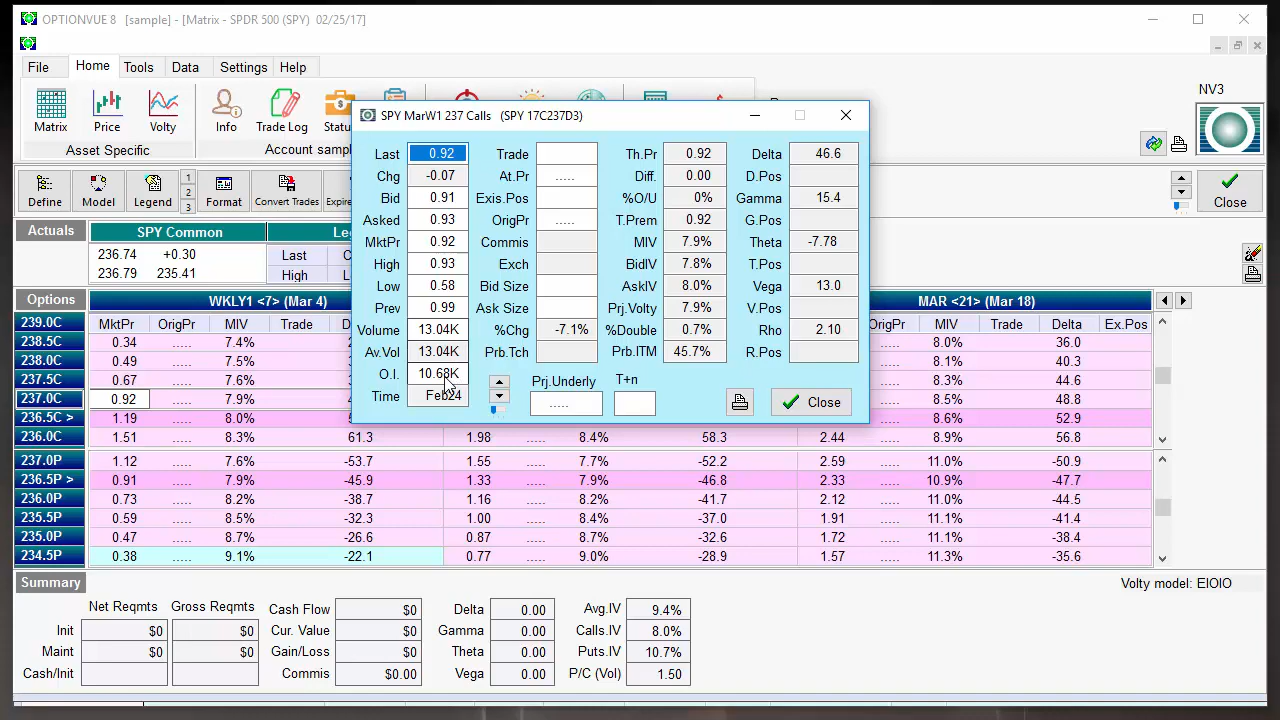 OPTIONVUE 8 [sample] - [Matrix - SPDR 500 (SPY) 02/25/17]
File Home Tools Data Settings Help
NV3
Matrix Price Volty Info Trade Log
Asset Specific
Define Model Legend 1 2 3 Format Convert Trades Close
SPY MarW1 237 Calls (SPY 17C237D3)
Last 0.92 Trade Th.Pr 0.92 Delta 46.6
Chg -0.07 At.Pr ..... Diff. 0.00 D.Pos
Bid 0.91 Exis.Pos %O/U 0% Gamma 15.4
Asked 0.93 OrigPr ..... T.Prem 0.92 G.Pos
MktPr 0.92 Commis MIV 7.9% Theta -7.78
High 0.93 Exch BidIV 7.8% T.Pos
Low 0.58 Bid Size AskIV 8.0% Vega 13.0
Prev 0.99 Ask Size Prj.Volty 7.9% V.Pos
Volume 13.04K %Chg -7.1% %Double 0.7% Rho 2.10
Av.Vol 13.04K Prb.Tch Prb.ITM 45.7% R.Pos
O.I. 10.68K Prj.Underly T+n
Time Feb24 ..... Close
Actuals SPY Common
236.74 +0.30 Last
236.79 235.41 High
Options WKLY1 <7> (Mar 4) MAR <21> (Mar 18)
MktPr OrigPr MIV Trade OrigPr MIV Trade Delta Ex.Pos
239.0C 0.34 ..... 7.4% 8.0% 36.0
238.5C
238.0C 0.49 ..... 7.5% 8.1% 40.3
237.5C 0.67 ..... 7.6% 8.3% 44.6
237.0C 0.92 ..... 7.9% 8.5% 48.8
236.5C > 1.19 ..... 8.0% 8.6% 52.9
236.0C 1.51 ..... 8.3% 61.3 1.98 ..... 8.4% 58.3 2.44 ..... 8.9% 56.8
237.0P 1.12 ..... 7.6% -53.7 1.55 ..... 7.7% -52.2 2.59 ..... 11.0% -50.9
236.5P > 0.91 ..... 7.9% -45.9 1.33 ..... 7.9% -46.8 2.33 ..... 10.9% -47.7
236.0P 0.73 ..... 8.2% -38.7 1.16 ..... 8.2% -41.7 2.12 ..... 11.0% -44.5
235.5P 0.59 ..... 8.5% -32.3 1.00 ..... 8.4% -37.0 1.91 ..... 11.1% -41.4
235.0P 0.47 ..... 8.7% -26.6 0.87 ..... 8.7% -32.6 1.72 ..... 11.1% -38.4
234.5P 0.38 ..... 9.1% -22.1 0.77 ..... 9.0% -28.9 1.57 ..... 11.3% -35.6
Summary Volty model: EIOIO
Net Reqmts Gross Reqmts Cash Flow $0 Delta 0.00 Avg.IV 9.4%
Init $0 $0 Cur. Value $0 Gamma 0.00 Calls.IV 8.0%
Maint $0 $0 Gain/Loss $0 Theta 0.00 Puts.IV 10.7%
Cash/Init Commis $0.00 Vega 0.00 P/C (Vol) 1.50